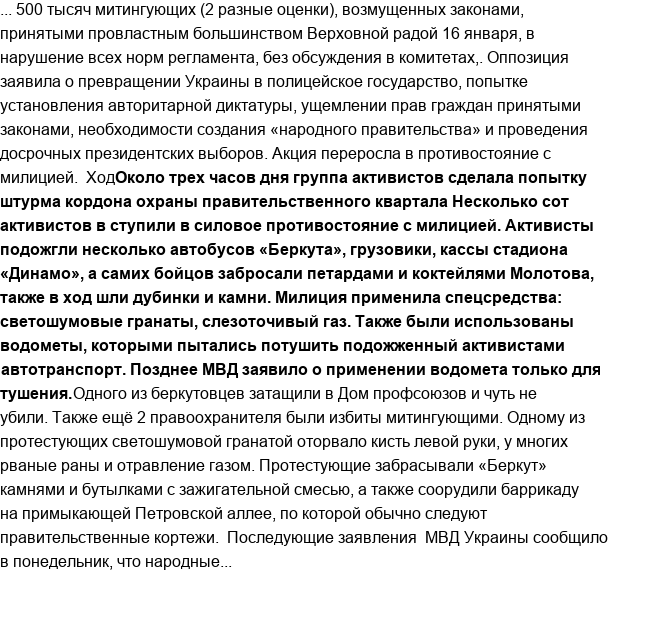 ... 500 тысяч митингующих (2 разные оценки), возмущенных законами,
принятыми провластным большинством Верховной радой 16 января, в
нарушение всех норм регламента, без обсуждения в комитетах,. Оппозиция
заявила о превращении Украины в полицейское государство, попытке
установления авторитарной диктатуры, ущемлении прав граждан принятыми
законами, необходимости создания «народного правительства» и проведения
досрочных президентских выборов. Акция переросла в противостояние с
милицией.  ХодОколо трех часов дня группа активистов сделала попытку
штурма кордона охраны правительственного квартала Несколько сот
активистов в ступили в силовое противостояние с милицией. Активисты
подожгли несколько автобусов «Беркута», грузовики, кассы стадиона
«Динамо», а самих бойцов забросали петардами и коктейлями Молотова,
также в ход шли дубинки и камни. Милиция применила спецсредства:
светошумовые гранаты, слезоточивый газ. Также были использованы
водометы, которыми пытались потушить подожженный активистами
автотранспорт. Позднее МВД заявило о применении водомета только для
тушения.Одного из беркутовцев затащили в Дом профсоюзов и чуть не
убили. Также ещё 2 правоохранителя были избиты митингующими. Одному из
протестующих светошумовой гранатой оторвало кисть левой руки, у многих
рваные раны и отравление газом. Протестующие забрасывали «Беркут»
камнями и бутылками с зажигательной смесью, а также соорудили баррикаду
на примыкающей Петровской аллее, по которой обычно следуют
правительственные кортежи.  Последующие заявления  МВД Украины сообщило
в понедельник, что народные...